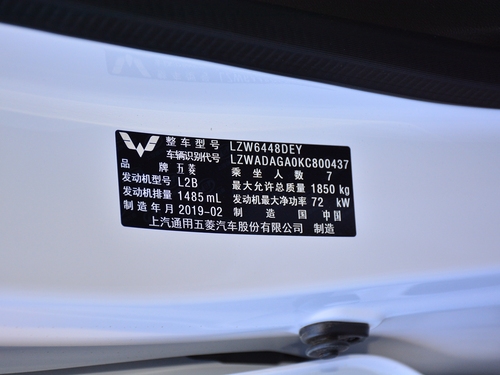 整车型号 LZW6448DEY
车辆识别代号 LZWADAGA0KC800437
品牌 五菱 乘坐人数 7
发动机型号 L2B 最大允许总质量 1850 kg
发动机排量 1485 mL 发动机最大净功率 72 kW
制造年月 2019-02 制造国 中国
上汽通用五菱汽车股份有限公司 制造